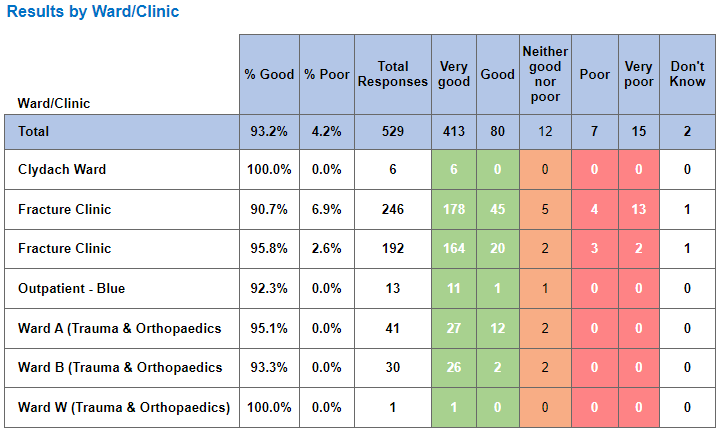 Results by Ward/Clinic
Ward/Clinic % Good % Poor Total Responses Very good Good Neither good nor poor Poor Very poor Don't Know
Total 93.2% 4.2% 529 413 80 12 7 15 2
Clydach Ward 100.0% 0.0% 6 6 0 0 0 0 0
Fracture Clinic 90.7% 6.9% 246 178 45 5 4 13 1
Fracture Clinic 95.8% 2.6% 192 164 20 2 3 2 1
Outpatient - Blue 92.3% 0.0% 13 11 1 1 0 0 0
Ward A (Trauma & Orthopaedics 95.1% 0.0% 41 27 12 2 0 0 0
Ward B (Trauma & Orthopaedics 93.3% 0.0% 30 26 2 2 0 0 0
Ward W (Trauma & Orthopaedics) 100.0% 0.0% 1 1 0 0 0 0 0